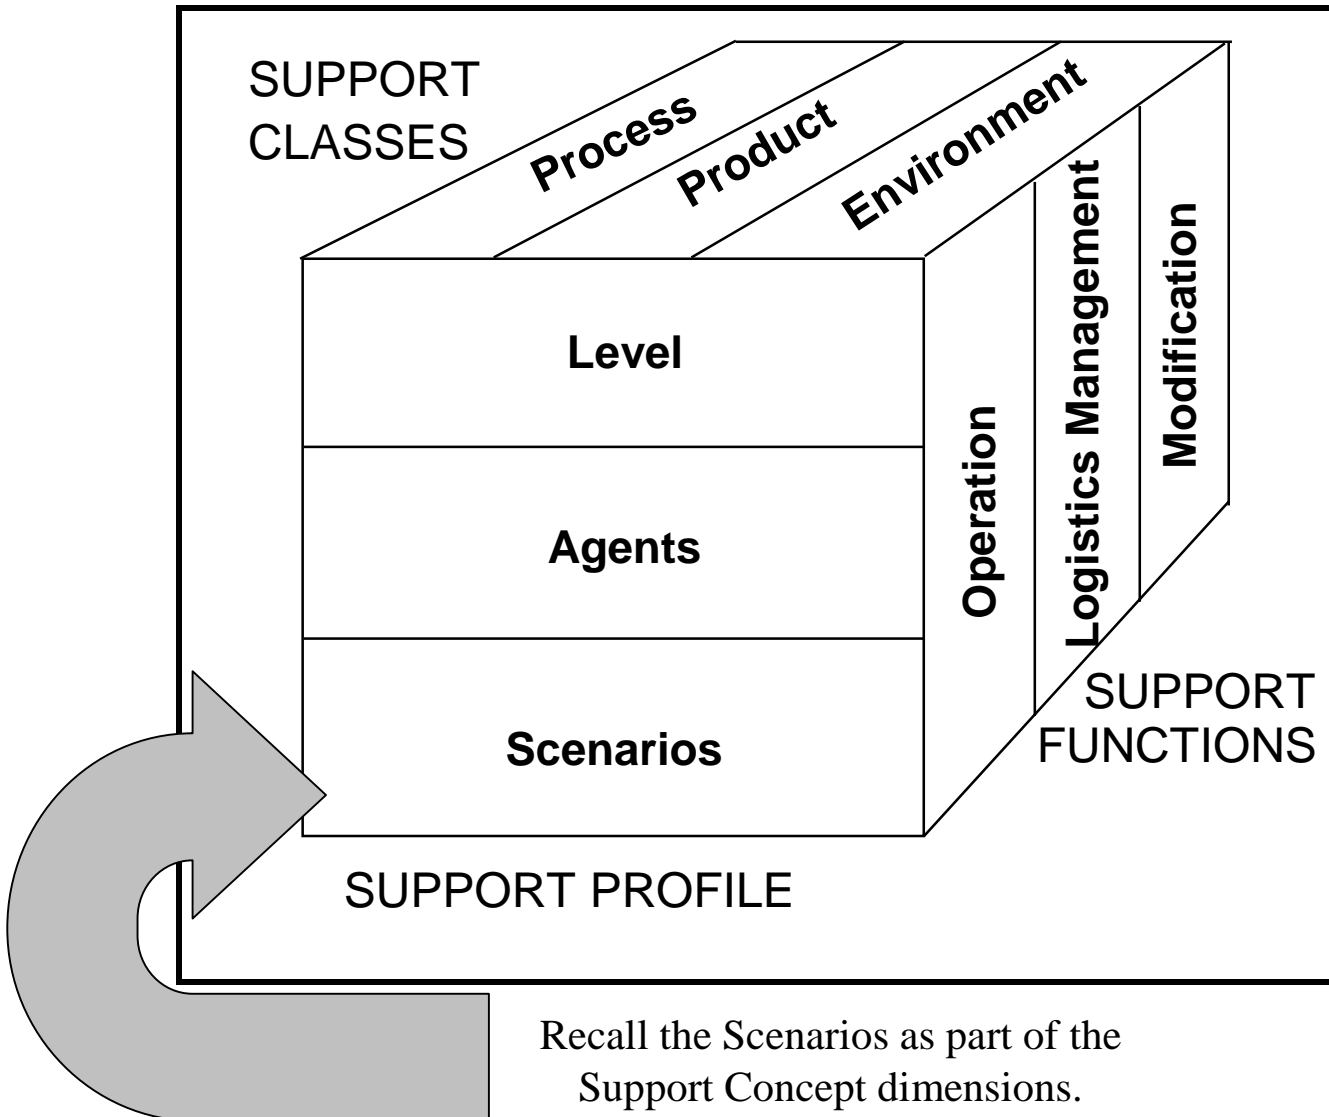 SUPPORT
CLASSES
Process
Product
Environment
Level
Agents
Scenarios
Operation
Logistics Management
Modification
SUPPORT
FUNCTIONS
SUPPORT PROFILE
Recall the Scenarios as part of the
Support Concept dimensions.